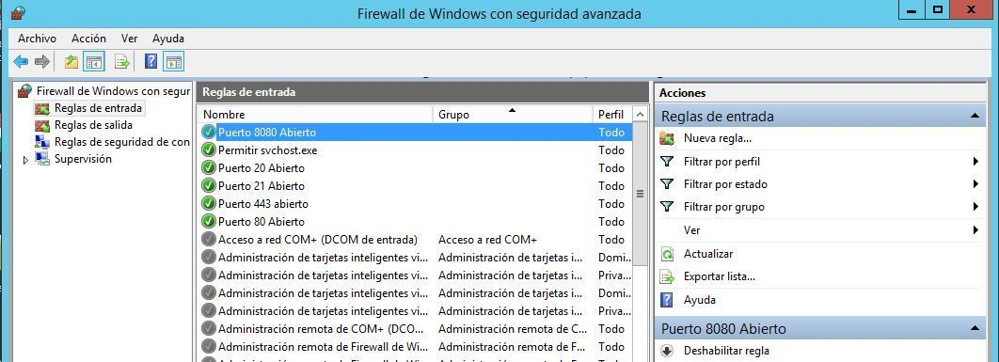 Firewall de Windows con seguridad avanzada
Archivo Acción Ver Ayuda
Firewall de Windows con segur
Reglas de entrada
Reglas de salida
Reglas de seguridad de con
Supervisión
Reglas de entrada
Nombre Grupo Perfil
Puerto 8080 Abierto Todo
Permitir svchost.exe Todo
Puerto 20 Abierto Todo
Puerto 21 Abierto Todo
Puerto 443 abierto Todo
Puerto 80 Abierto Todo
Acceso a red COM+ (DCOM de entrada) Acceso a red COM+ Todo
Administración de tarjetas inteligentes vi... Administración de tarjetas i... Domi...
Administración de tarjetas inteligentes vi... Administración de tarjetas i... Priva...
Administración de tarjetas inteligentes vi... Administración de tarjetas i... Domi...
Administración de tarjetas inteligentes vi... Administración de tarjetas i... Priva...
Administración remota de COM+ (DCO... Administración remota de C... Todo
Administración remota de Firewall de Wi... Administración remota de F... Todo
Acciones
Reglas de entrada
Nueva regla...
Filtrar por perfil
Filtrar por estado
Filtrar por grupo
Ver
Actualizar
Exportar lista...
Ayuda
Puerto 8080 Abierto
Deshabilitar regla